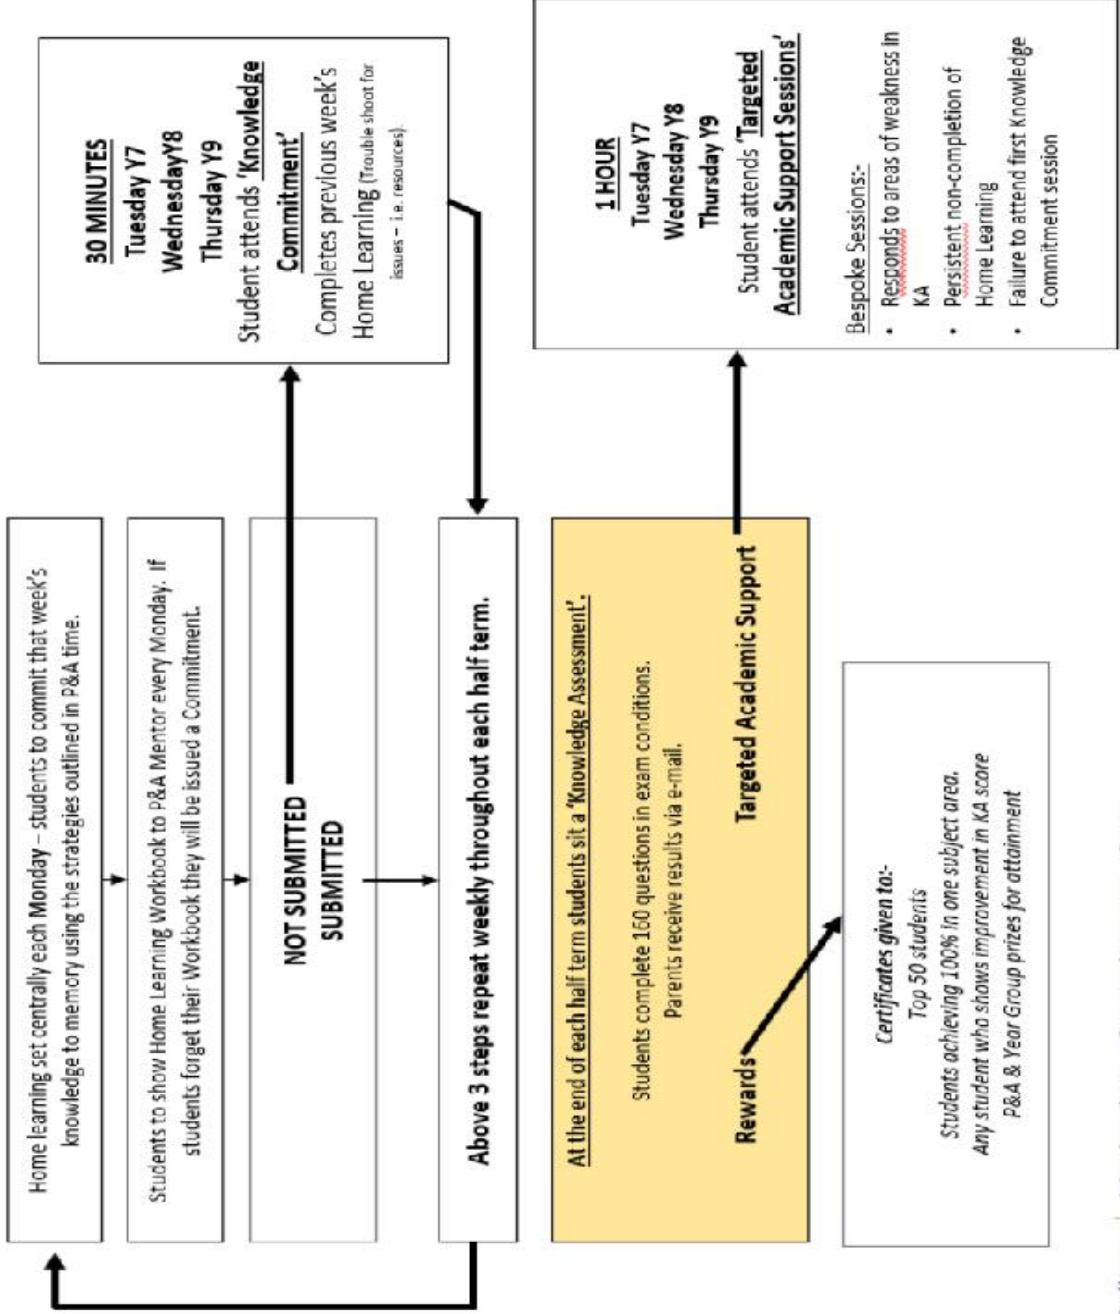 Home learning set centrally each Monday – students to commit that week's
knowledge to memory using the strategies outlined in P&A time.
Students to show Home Learning Workbook to P&A Mentor every Monday. If
students forget their Workbook they will be issued a Commitment.
NOT SUBMITTED
SUBMITTED
Above 3 steps repeat weekly throughout each half term.
30 MINUTES
Tuesday Y7
WednesdayY8
Thursday Y9
Student attends 'Knowledge
Commitment'
Completes previous week's
Home Learning (Trouble shoot for
issues – i.e. resources).
At the end of each half term students sit a 'Knowledge Assessment'.
Students complete 160 questions in exam conditions.
Parents receive results via e-mail.
Rewards
Targeted Academic Support
1 HOUR
Tuesday Y7
Wednesday Y8
Thursday Y9
Student attends 'Targeted
Academic Support Sessions'
Bespoke Sessions:-
• Responds to areas of weakness in
KA
• Persistent non-completion of
Home Learning
• Failure to attend first Knowledge
Commitment session
Certificates given to:-
Top 50 students
Students achieving 100% in one subject area.
Any student who shows improvement in KA score
P&A & Year Group prizes for attainment